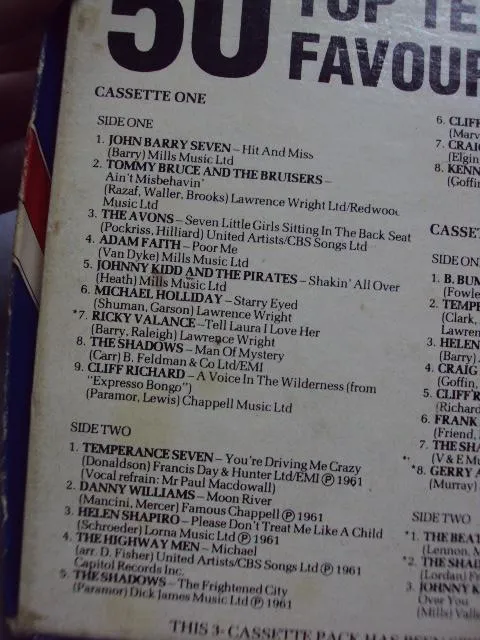 50 TOP TE
FAVOUR
CASSETTE ONE
SIDE ONE
1. JOHN BARRY SEVEN – Hit And Miss
(Barry) Mills Music Ltd
2. TOMMY BRUCE AND THE BRUISERS –
Ain't Misbehavin'
(Razaf, Waller, Brooks) Lawrence Wright Ltd/Redwood
Music Ltd
3. THE AVONS – Seven Little Girls Sitting In The Back Seat
(Pockriss, Hilliard) United Artists/CBS Songs Ltd
4. ADAM FAITH – Poor Me
(Van Dyke) Mills Music Ltd
5. JOHNNY KIDD AND THE PIRATES – Shakin' All Over
(Heath) Mills Music Ltd
6. MICHAEL HOLLIDAY – Starry Eyed
(Shuman, Garson) Lawrence Wright
*7. RICKY VALANCE – Tell Laura I Love Her
(Barry, Raleigh) Lawrence Wright
8. THE SHADOWS – Man Of Mystery
(Carr) B. Feldman & Co Ltd/EMI
9. CLIFF RICHARD – A Voice In The Wilderness (from
"Expresso Bongo")
(Paramor, Lewis) Chappell Music Ltd
SIDE TWO
1. TEMPERANCE SEVEN – You're Driving Me Crazy
(Donaldson) Francis Day & Hunter Ltd/EMI Ⓟ 1961
(Vocal refrain: Mr Paul Macdowall)
2. DANNY WILLIAMS – Moon River
(Mancini, Mercer) Famous Chappell Ⓟ 1961
3. HELEN SHAPIRO – Please Don't Treat Me Like A Child
(Schroeder) Lorna Music Ltd Ⓟ 1961
4. THE HIGHWAY MEN – Michael
(arr. D. Fisher) United Artists/CBS Songs Ltd Ⓟ 1961
Capitol Records Inc.
5. THE SHADOWS – The Frightened City
(Paramor) Dick James Music Ltd Ⓟ 1961
6. CLIFF
(Marv
7. CRAIG
(Elgin
8. KENN
(Goffin
CASSET
SIDE ON
1. B. BUM
(Fowle
2. TEMPE
(Clark,
Lawren
3. HELEN
(Barry)
4. CRAIG
(Goffin,
5. CLIFF R
(Richard
6. FRANK
(Friend,
7. THE SHA
(V & E Mu
*8. GERRY A
(Murray)
SIDE TWO
*1. THE BEAT
(Lennon, M
*2. THE SHAD
(Lordan) Fr
3. JOHNNY K
Over You
(Mills) Valle
THIS 3-CASSETTE PACK